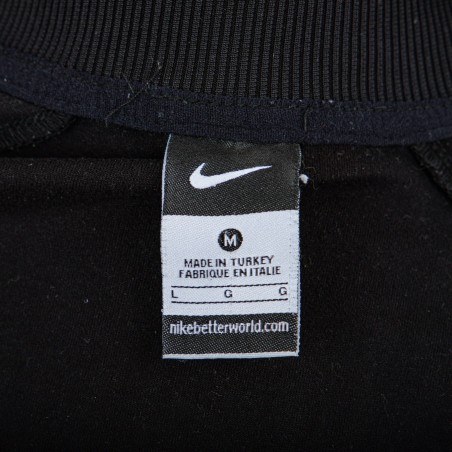 M
MADE IN TURKEY
FABRIQUE EN ITALIE
L G G
nikebetterworld.com